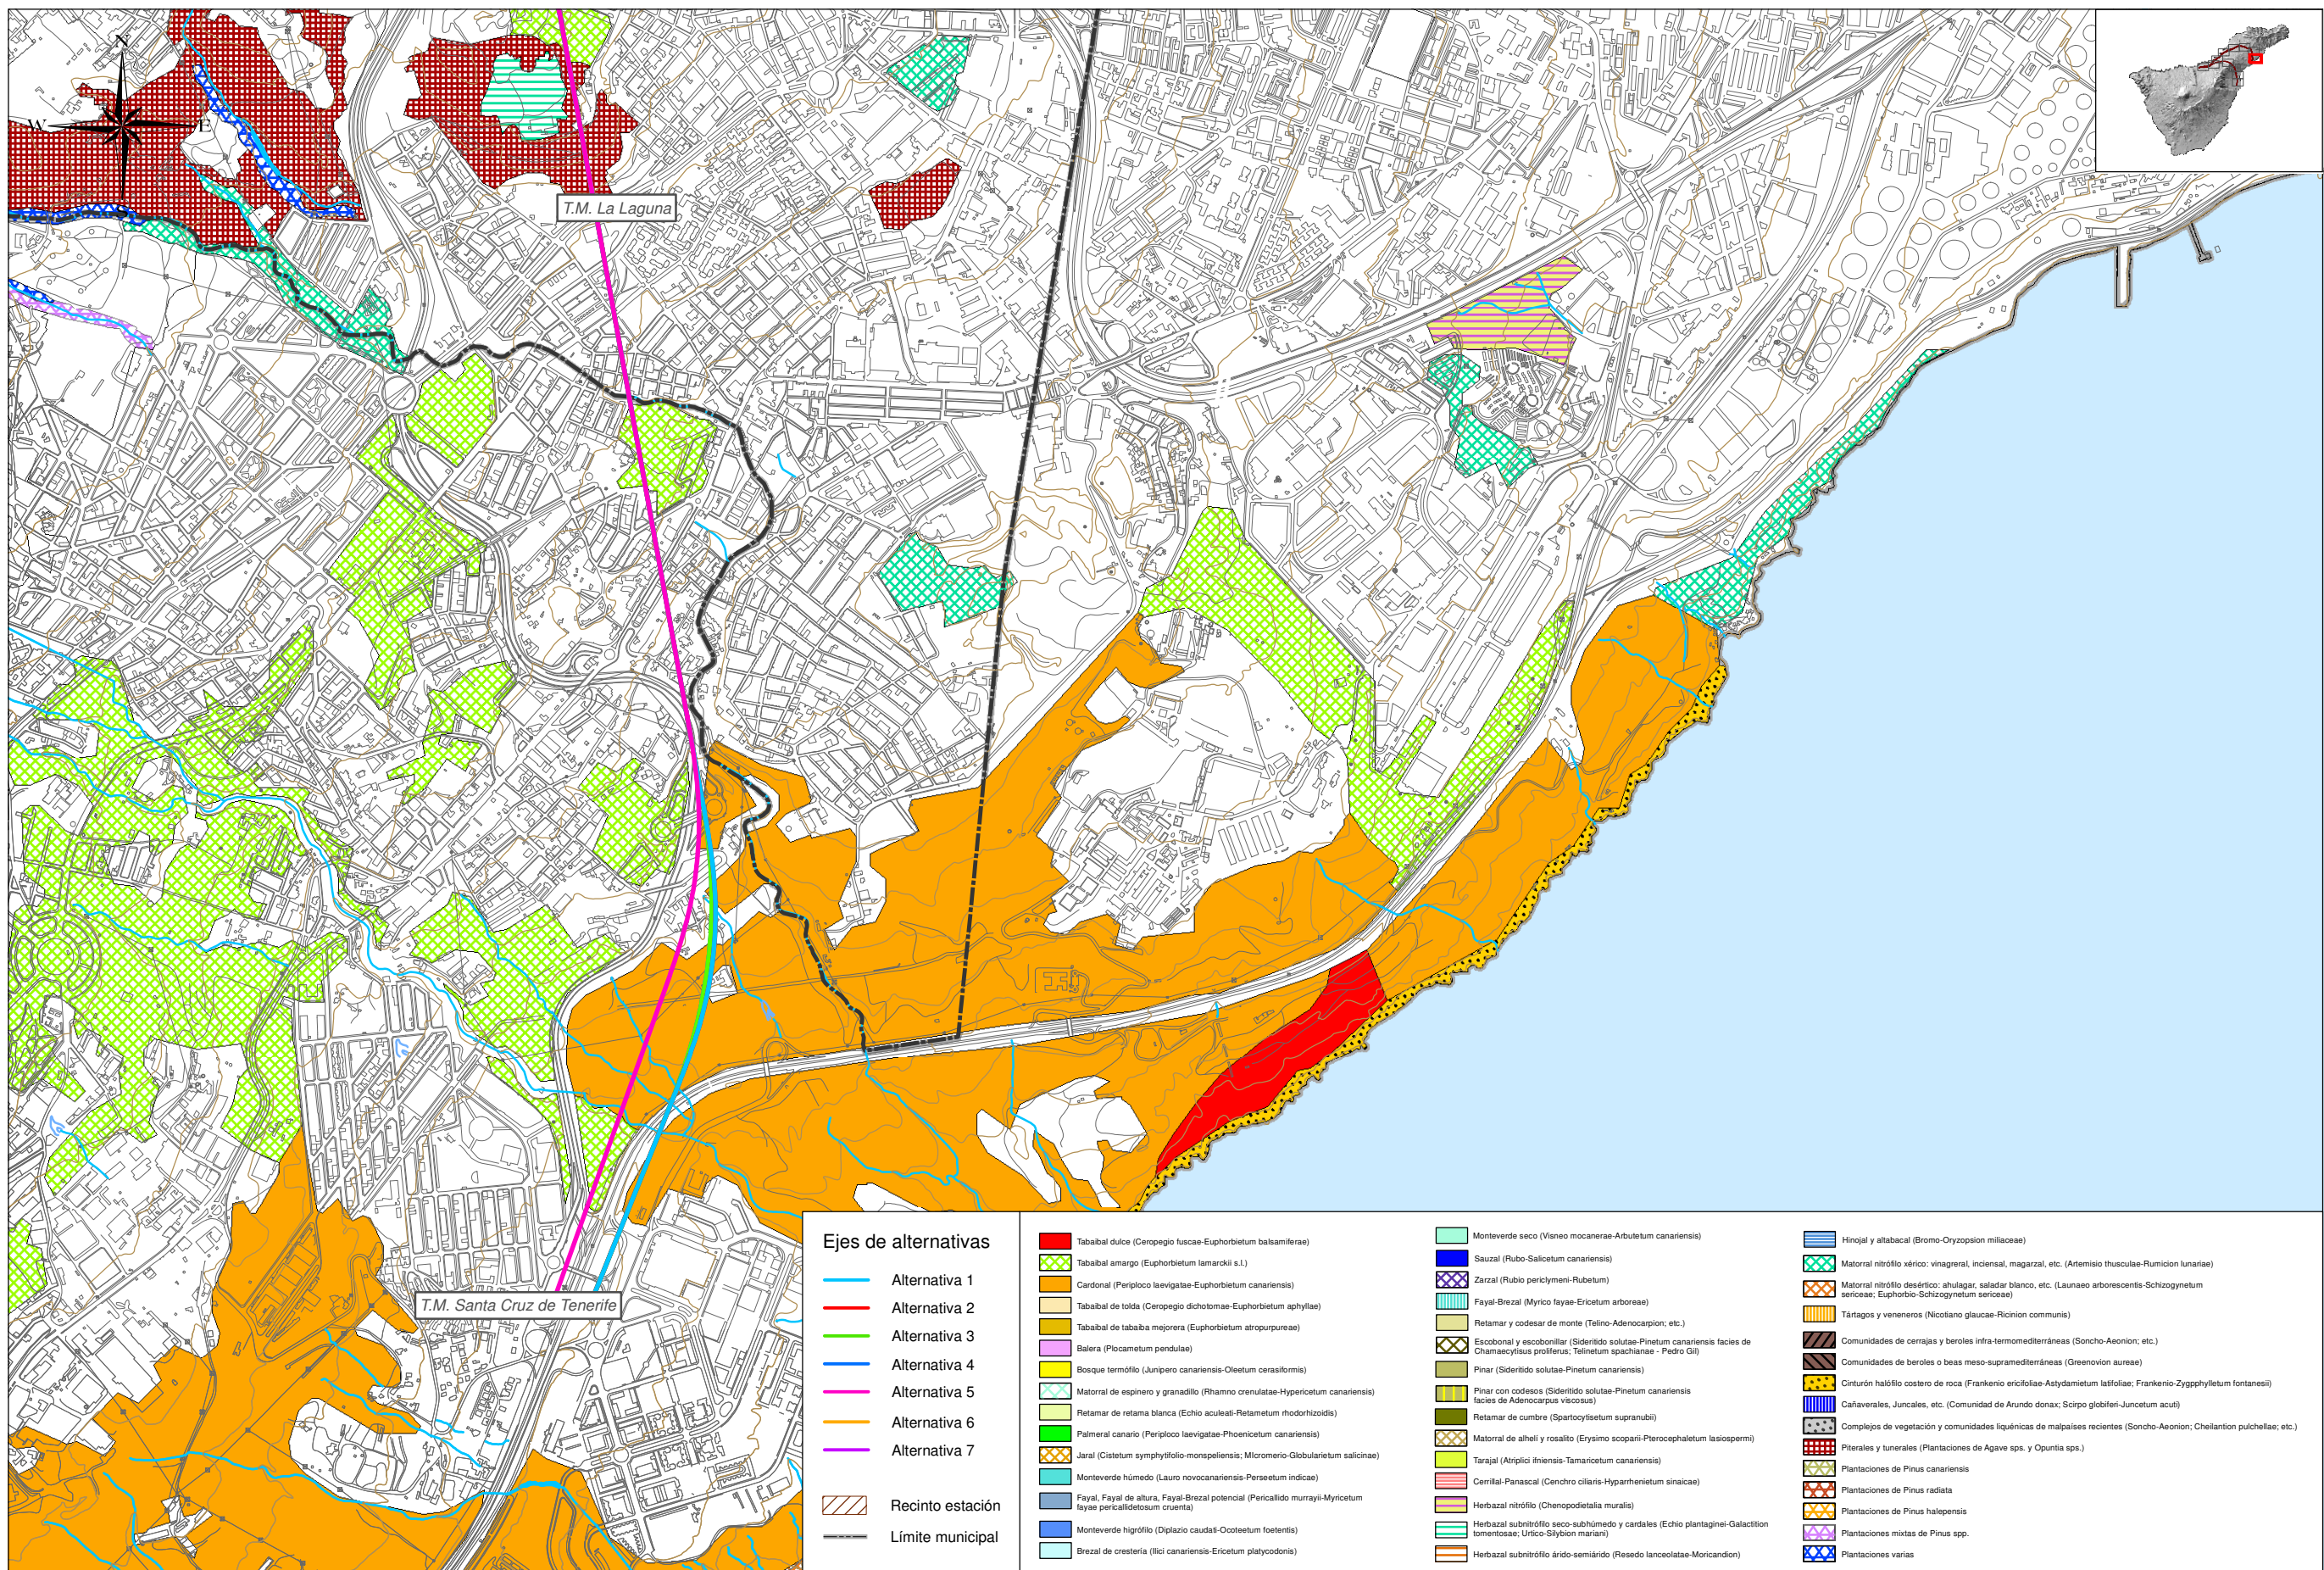 N
W
E
S
T.M. La Laguna
T.M. Santa Cruz de Tenerife
Ejes de alternativas
Alternativa 1
Alternativa 2
Alternativa 3
Alternativa 4
Alternativa 5
Alternativa 6
Alternativa 7
Recinto estación
Límite municipal
Tabaibal dulce (Ceropegio fuscae-Euphorbietum balsamiferae)
Tabaibal amargo (Euphorbietum lamarckii s.l.)
Cardonal (Periploco laevigatae-Euphorbietum canariensis)
Tabaibal de tolda (Ceropegio dichotomae-Euphorbietum aphyllae)
Tabaibal de tabaiba mejorera (Euphorbietum atropurpureae)
Balera (Plocametum pendulae)
Bosque termófilo (Junipero canariensis-Oleetum cerasiformis)
Matorral de espinero y granadillo (Rhamno crenulatae-Hypericetum canariensis)
Retamar de retama blanca (Echio aculeati-Retametum rhodorhizoidis)
Palmeral canario (Periploco laevigatae-Phoenicetum canariensis)
Jaral (Cistetum symphytifolio-monspeliensis; MIcromerio-Globularietum salicinae)
Monteverde húmedo (Lauro novocanariensis-Perseetum indicae)
Fayal, Fayal de altura, Fayal-Brezal potencial (Pericallido murrayii-Myricetum
fayae pericallidetosum cruenta)
Monteverde higrófilo (Diplazio caudati-Ocoteetum foetentis)
Brezal de crestería (Ilici canariensis-Ericetum platycodonis)
Monteverde seco (Visneo mocanerae-Arbutetum canariensis)
Sauzal (Rubo-Salicetum canariensis)
Zarzal (Rubio periclymeni-Rubetum)
Fayal-Brezal (Myrico fayae-Ericetum arboreae)
Retamar y codesar de monte (Telino-Adenocarpion; etc.)
Escobonal y escobonillar (Sideritido solutae-Pinetum canariensis facies de
Chamaecytisus proliferus; Telinetum spachianae - Pedro Gil)
Pinar (Sideritido solutae-Pinetum canariensis)
Pinar con codesos (Sideritido solutae-Pinetum canariensis
facies de Adenocarpus viscosus)
Retamar de cumbre (Spartocytisetum supranubii)
Matorral de alhelí y rosalito (Erysimo scoparii-Pterocephaletum lasiospermi)
Tarajal (Atriplici ifniensis-Tamaricetum canariensis)
Cerrillal-Panascal (Cenchro ciliaris-Hyparrhenietum sinaicae)
Herbazal nitrófilo (Chenopodietalia muralis)
Herbazal subnitrófilo seco-subhúmedo y cardales (Echio plantaginei-Galactition
tomentosae; Urtico-Silybion mariani)
Herbazal subnitrófilo árido-semiárido (Resedo lanceolatae-Moricandion)
Hinojal y altabacal (Bromo-Oryzopsion miliaceae)
Matorral nitrófilo xérico: vinagreral, inciensal, magarzal, etc. (Artemisio thusculae-Rumicion lunariae)
Matorral nitrófilo desértico: ahulagar, saladar blanco, etc. (Launaeo arborescentis-Schizogynetum
sericeae; Euphorbio-Schizogynetum sericeae)
Tártagos y veneneros (Nicotiano glaucae-Ricinion communis)
Comunidades de cerrajas y beroles infra-termomediterráneas (Soncho-Aeonion; etc.)
Comunidades de beroles o beas meso-supramediterráneas (Greenovion aureae)
Cinturón halófilo costero de roca (Frankenio ericifoliae-Astydamietum latifoliae; Frankenio-Zygpphylletum fontanesii)
Cañaverales, Juncales, etc. (Comunidad de Arundo donax; Scirpo globiferi-Juncetum acuti)
Complejos de vegetación y comunidades liquénicas de malpaíses recientes (Soncho-Aeonion; Cheilantion pulchellae; etc.)
Piterales y tunerales (Plantaciones de Agave sps. y Opuntia sps.)
Plantaciones de Pinus canariensis
Plantaciones de Pinus radiata
Plantaciones de Pinus halepensis
Plantaciones mixtas de Pinus spp.
Plantaciones varias